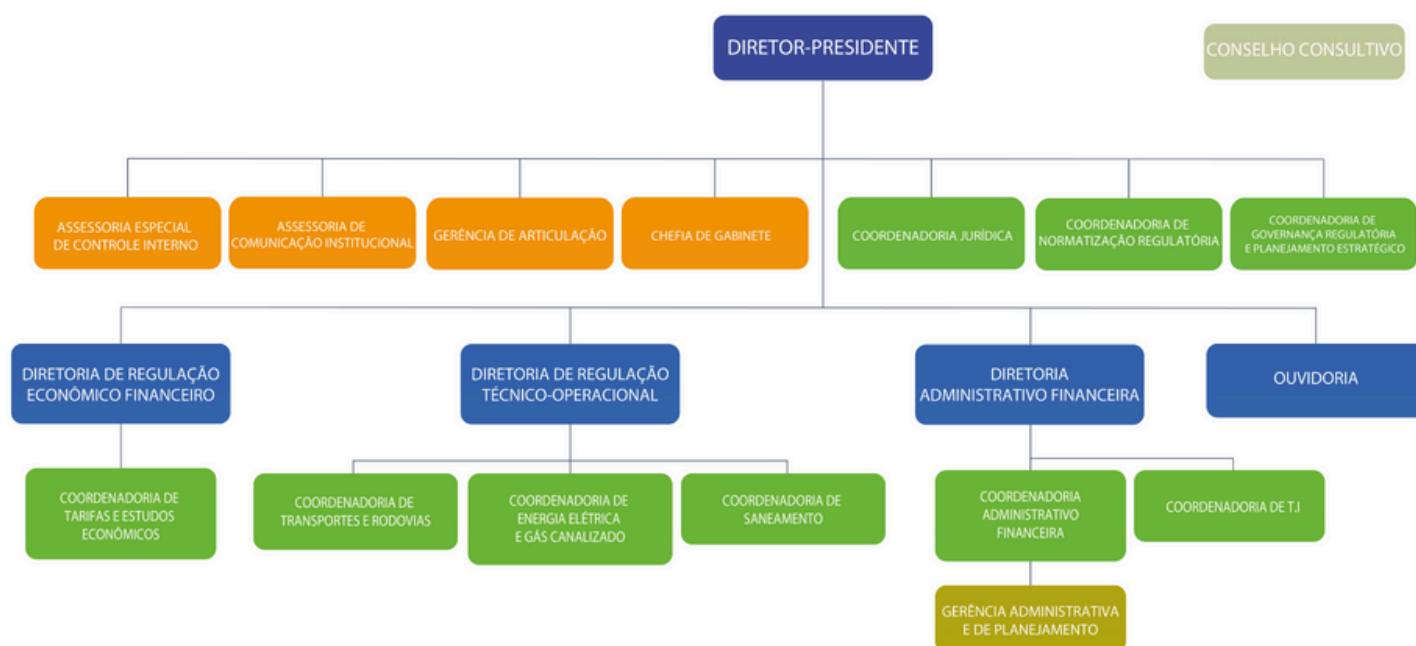 DIRETOR-PRESIDENTE
CONSELHO CONSULTIVO
ASSESSORIA ESPECIAL
DE CONTROLE INTERNO
ASSESSORIA DE
COMUNICAÇÃO INSTITUCIONAL
GERÊNCIA DE ARTICULAÇÃO
CHEFIA DE GABINETE
COORDENADORIA JURÍDICA
COORDENADORIA DE
NORMATIZAÇÃO REGULATÓRIA
COORDENADORIA DE
GOVERNANÇA REGULATÓRIA
E PLANEJAMENTO ESTRATÉGICO
DIRETORIA DE REGULAÇÃO
ECONÔMICO FINANCEIRO
DIRETORIA DE REGULAÇÃO
TÉCNICO-OPERACIONAL
DIRETORIA
ADMINISTRATIVO FINANCEIRA
OUVIDORIA
COORDENADORIA DE
TARIFAS E ESTUDOS
ECONÔMICOS
COORDENADORIA DE
TRANSPORTES E RODOVIAS
COORDENADORIA DE
ENERGIA ELÉTRICA
E GÁS CANALIZADO
COORDENADORIA DE
SANEAMENTO
COORDENADORIA
ADMINISTRATIVO
FINANCEIRA
COORDENADORIA DE T.I
GERÊNCIA ADMINISTRATIVA
E DE PLANEJAMENTO